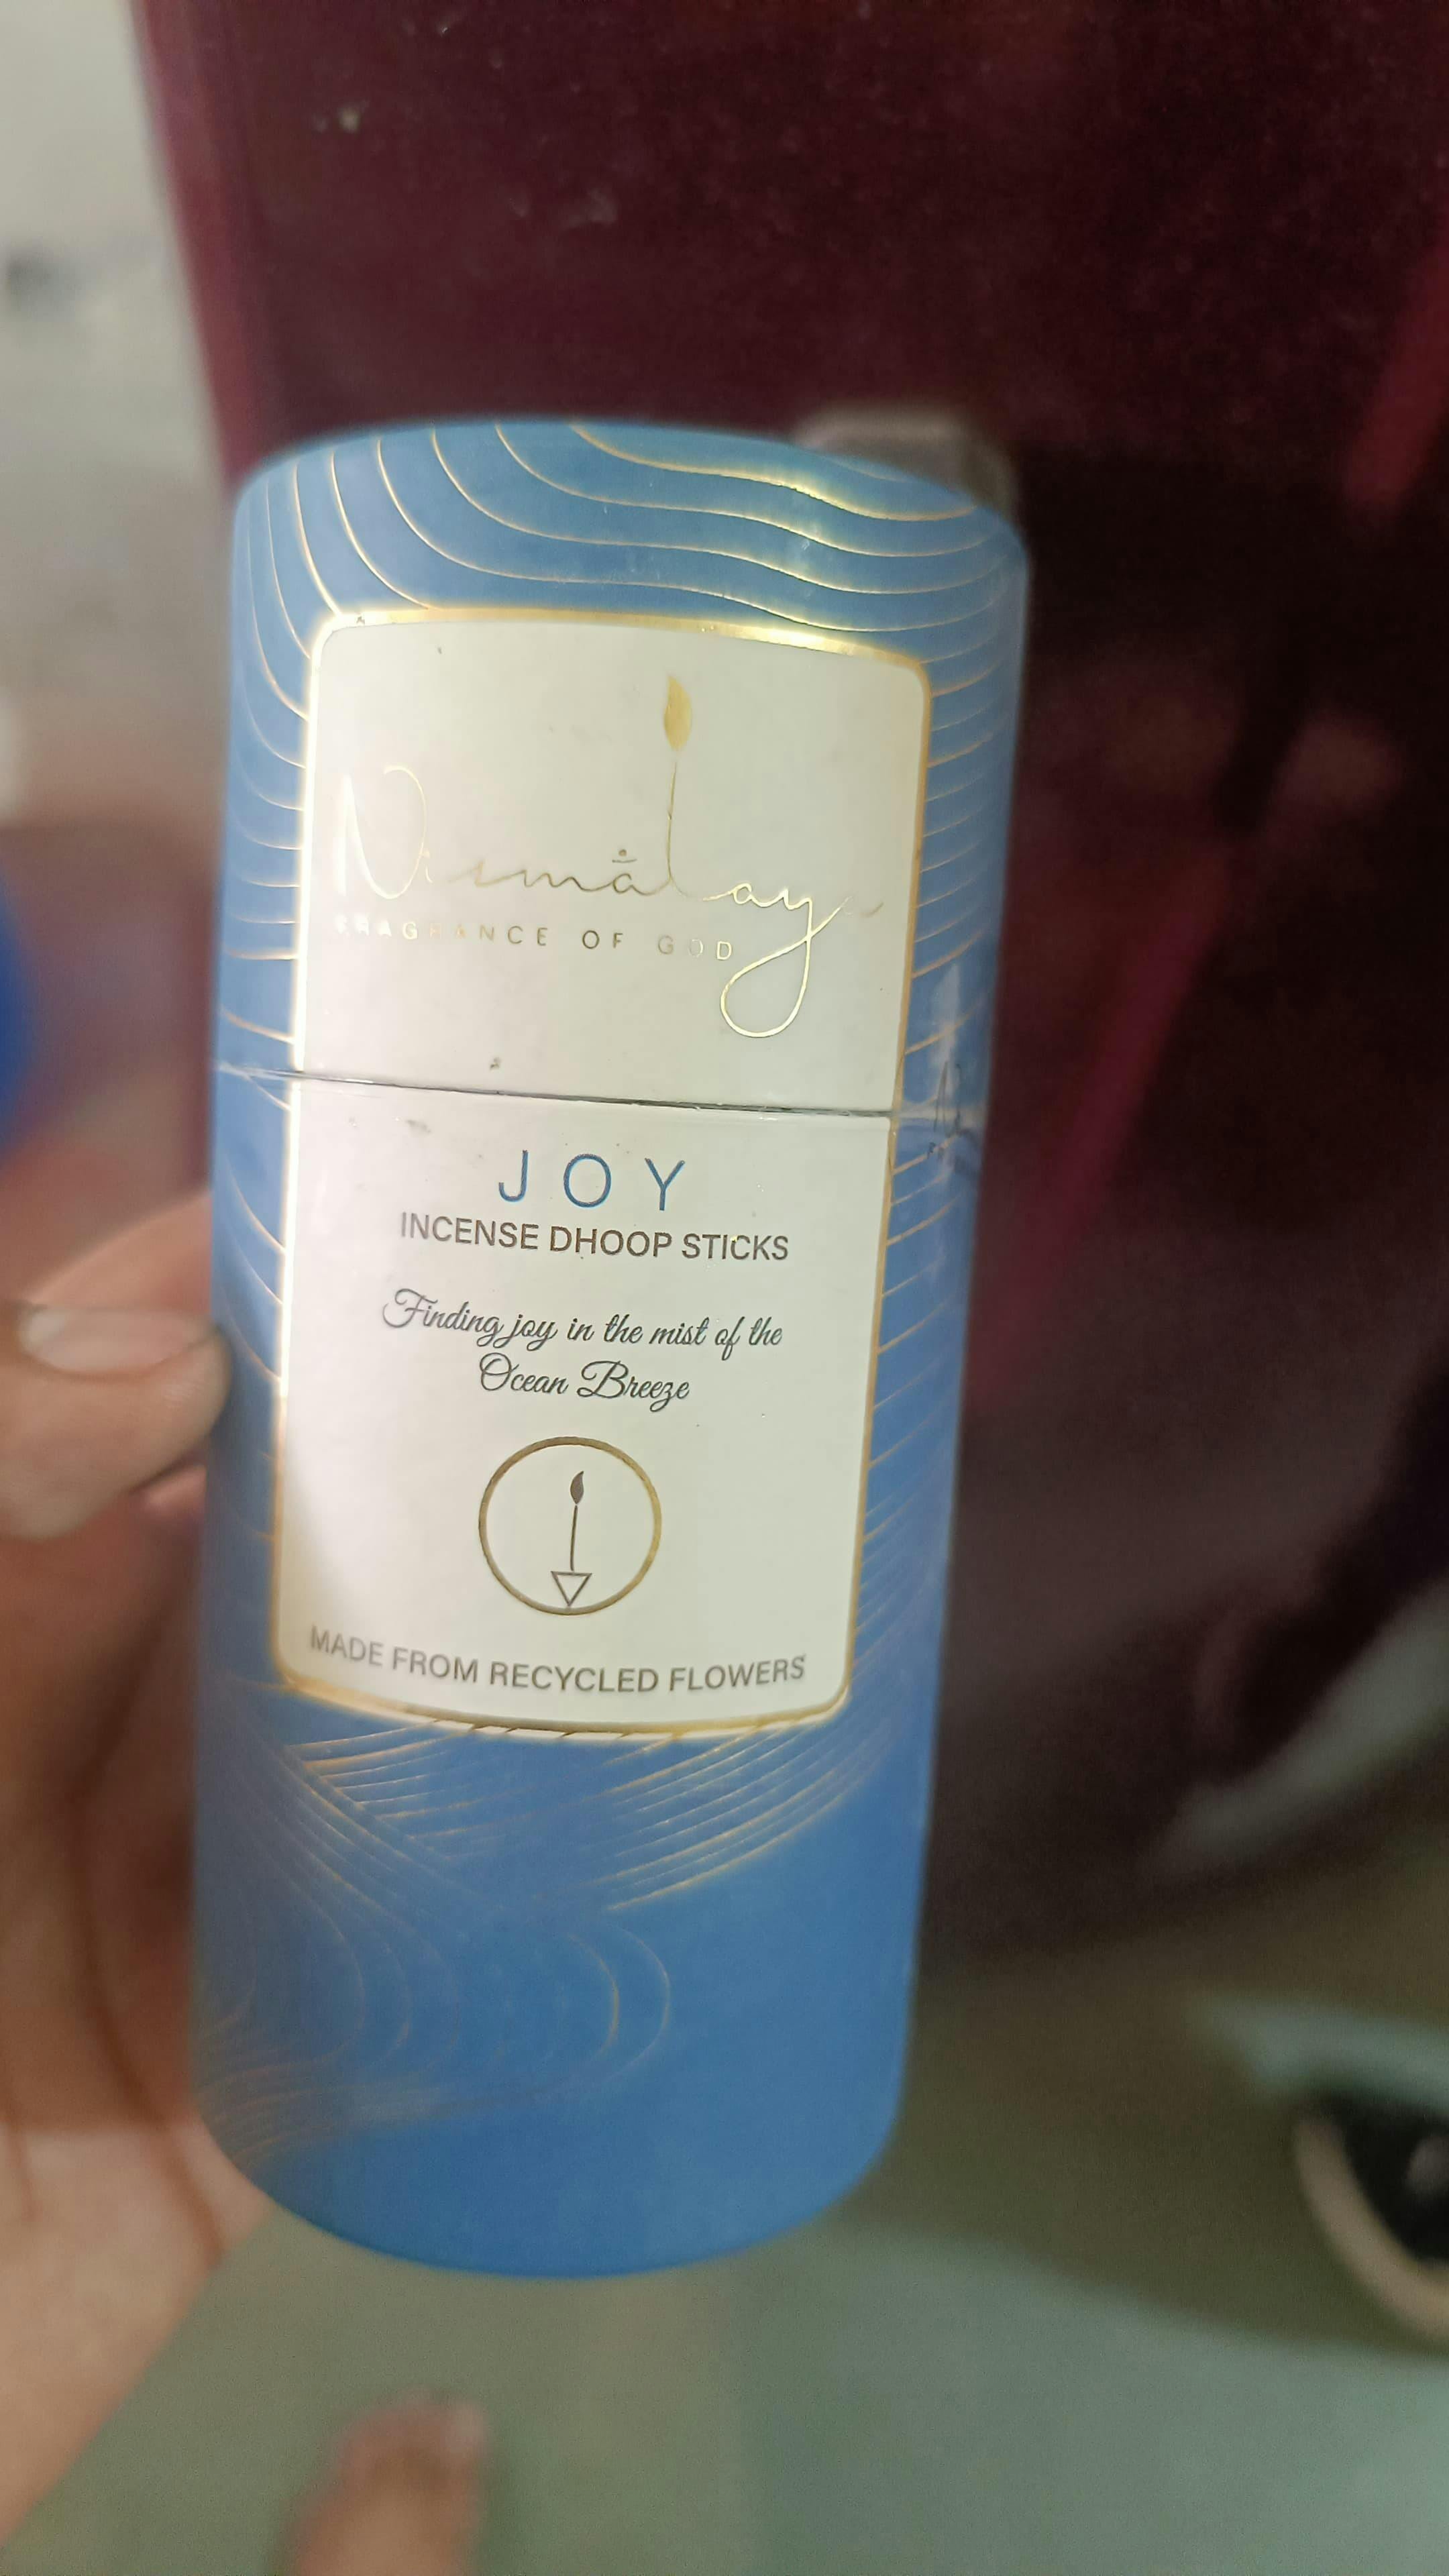 Nirmalaya
FRAGRANCE OF GOD
JOY
INCENSE DHOOP STICKS
Finding joy in the mist of the
Ocean Breeze
MADE FROM RECYCLED FLOWERS